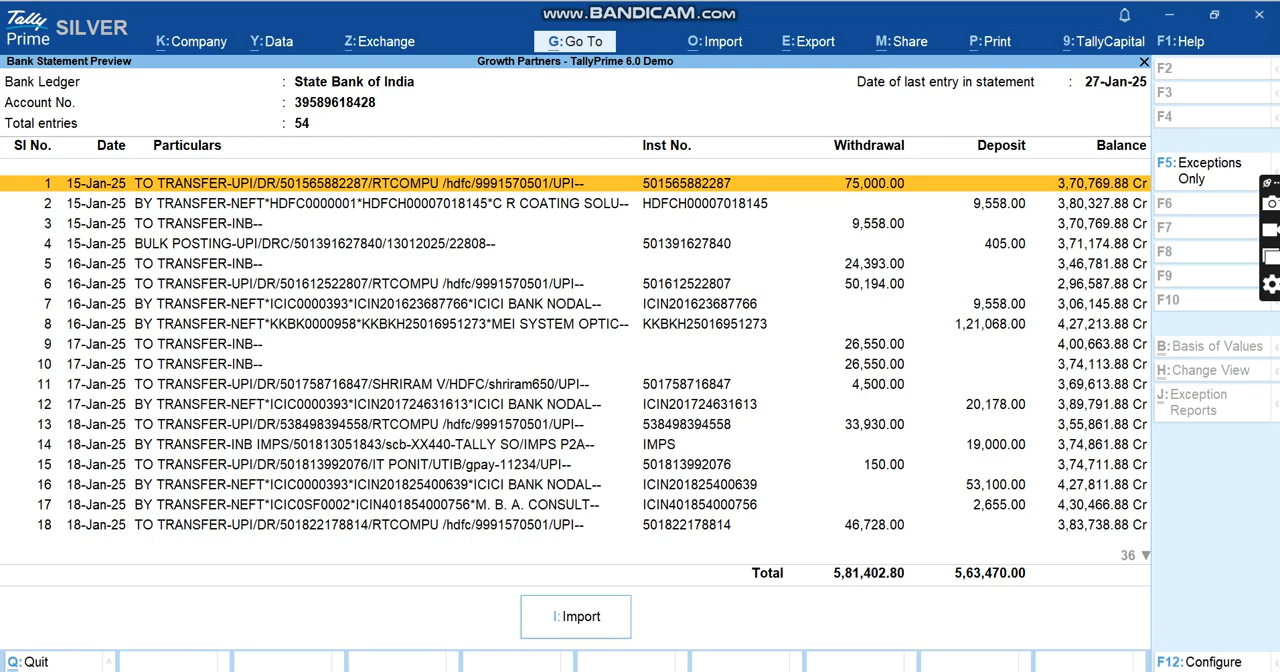 www.BANDICAM.com
Tally
Prime SILVER
K:Company Y:Data Z:Exchange G:Go To O:Import E:Export M:Share P:Print 9:TallyCapital F1:Help
Bank Statement Preview Growth Partners - TallyPrime 6.0 Demo
Bank Ledger : State Bank of India Date of last entry in statement : 27-Jan-25
Account No. : 39589618428
Total entries : 54
Sl No. Date Particulars Inst No. Withdrawal Deposit Balance
1 15-Jan-25 TO TRANSFER-UPI/DR/501565882287/RTCOMPU /hdfc/9991570501/UPI-- 501565882287 75,000.00 3,70,769.88 Cr
2 15-Jan-25 BY TRANSFER-NEFT*HDFC0000001*HDFCH00007018145*C R COATING SOLU-- HDFCH00007018145 9,558.00 3,80,327.88 Cr
3 15-Jan-25 TO TRANSFER-INB-- 9,558.00 3,70,769.88 Cr
4 15-Jan-25 BULK POSTING-UPI/DRC/501391627840/13012025/22808-- 501391627840 405.00 3,71,174.88 Cr
5 16-Jan-25 TO TRANSFER-INB-- 24,393.00 3,46,781.88 Cr
6 16-Jan-25 TO TRANSFER-UPI/DR/501612522807/RTCOMPU /hdfc/9991570501/UPI-- 501612522807 50,194.00 2,96,587.88 Cr
7 16-Jan-25 BY TRANSFER-NEFT*ICIC0000393*ICIN201623687766*ICICI BANK NODAL-- ICIN201623687766 9,558.00 3,06,145.88 Cr
8 16-Jan-25 BY TRANSFER-NEFT*KKBK0000958*KKBKH25016951273*MEI SYSTEM OPTIC-- KKBKH25016951273 1,21,068.00 4,27,213.88 Cr
9 17-Jan-25 TO TRANSFER-INB-- 26,550.00 4,00,663.88 Cr
10 17-Jan-25 TO TRANSFER-INB-- 26,550.00 3,74,113.88 Cr
11 17-Jan-25 TO TRANSFER-UPI/DR/501758716847/SHRIRAM V/HDFC/shriram650/UPI-- 501758716847 4,500.00 3,69,613.88 Cr
12 17-Jan-25 BY TRANSFER-NEFT*ICIC0000393*ICIN201724631613*ICICI BANK NODAL-- ICIN201724631613 20,178.00 3,89,791.88 Cr
13 18-Jan-25 TO TRANSFER-UPI/DR/538498394558/RTCOMPU /hdfc/9991570501/UPI-- 538498394558 33,930.00 3,55,861.88 Cr
14 18-Jan-25 BY TRANSFER-INB IMPS/501813051843/scb-XX440-TALLY SO/IMPS P2A-- IMPS 19,000.00 3,74,861.88 Cr
15 18-Jan-25 TO TRANSFER-UPI/DR/501813992076/IT PONIT/UTIB/gpay-11234/UPI-- 501813992076 150.00 3,74,711.88 Cr
16 18-Jan-25 BY TRANSFER-NEFT*ICIC0000393*ICIN201825400639*ICICI BANK NODAL-- ICIN201825400639 53,100.00 4,27,811.88 Cr
17 18-Jan-25 BY TRANSFER-NEFT*ICIC0SF0002*ICIN401854000756*M. B. A. CONSULT-- ICIN401854000756 2,655.00 4,30,466.88 Cr
18 18-Jan-25 TO TRANSFER-UPI/DR/501822178814/RTCOMPU /hdfc/9991570501/UPI-- 501822178814 46,728.00 3,83,738.88 Cr
36 ▼
Total 5,81,402.80 5,63,470.00
I:Import
Q:Quit
F2
F3
F4
F5:Exceptions
Only
F6
F7
F8
F9
F10
B:Basis of Values
H:Change View
J:Exception
Reports
F12:Configure